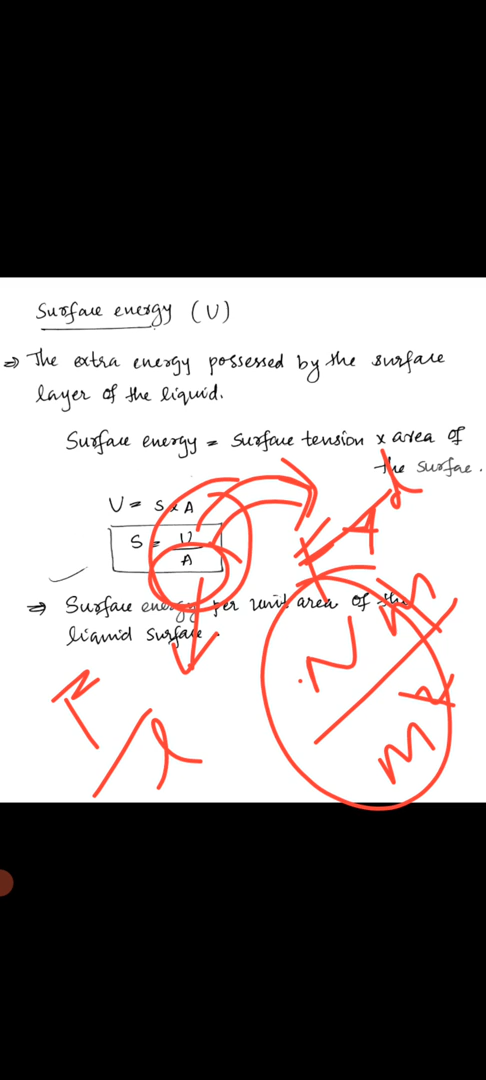 Surface energy (U)
⇒ The extra energy possessed by the surface
layer of the liquid.
Surface energy = Surface tension × area of
the surfae.
U = S × A
S = U
A
⇒ Surface energy per unit area of the
liquid surface.
F
l
N m
m